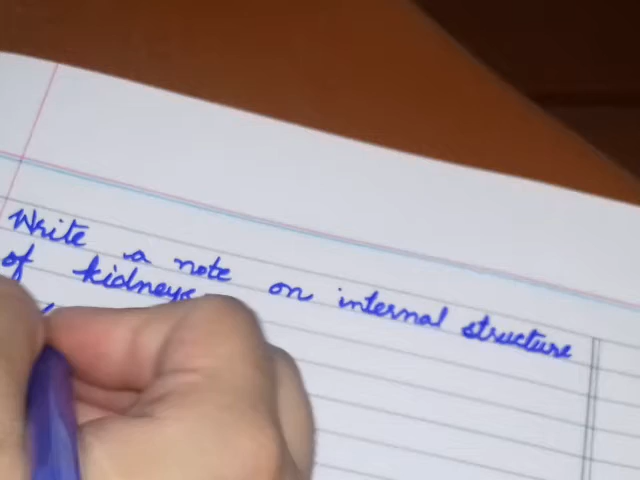 Write a note on internal structure
of kidneys